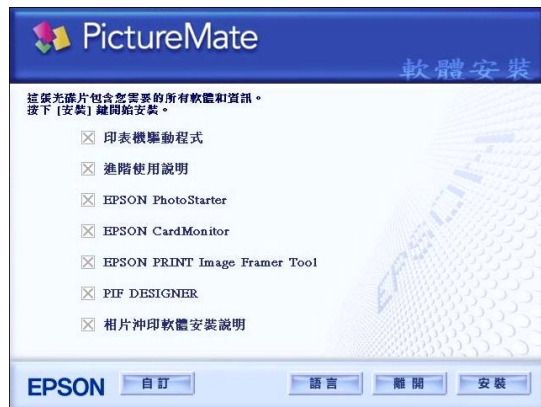 PictureMate
軟體安裝
這張光碟片包含您需要的所有軟體和資訊。
按下 [安裝] 鍵開始安裝。
印表機驅動程式
進階使用說明
EPSON PhotoStarter
EPSON CardMonitor
EPSON PRINT Image Framer Tool
PIF DESIGNER
相片沖印軟體安裝說明
EPSON
EPSON
自訂
語言
離開
安裝